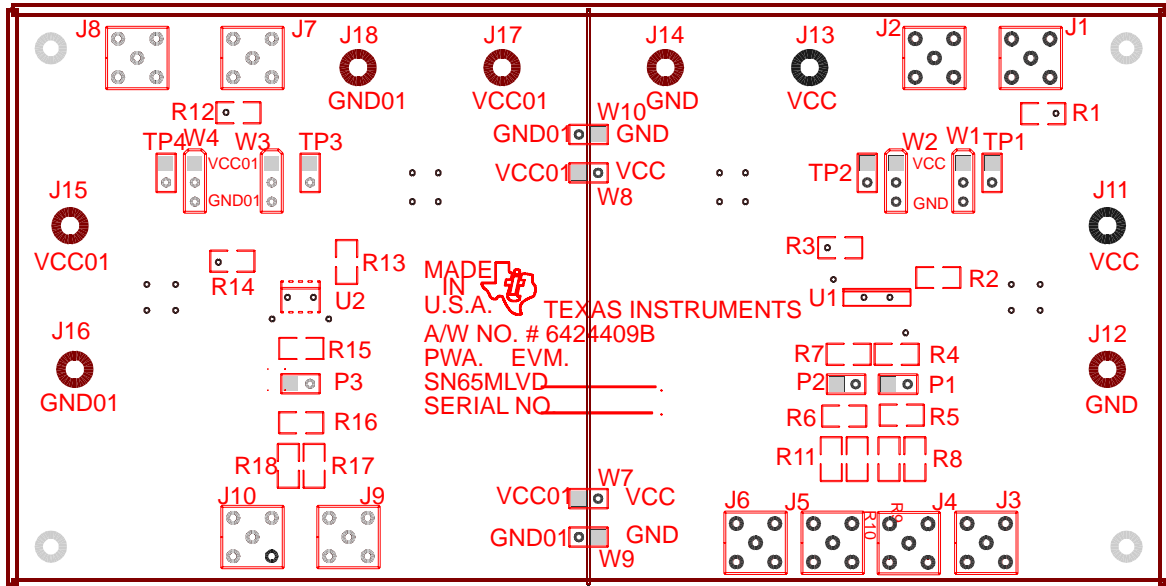 J8
J7
J18
J17
J14
J13
J2
J1
GND01
VCC01
GND
VCC
R12
W10
GND01
GND
R1
TP4
W4
W3
TP3
VCC01
GND01
VCC01
VCC
W8
TP2
W2
W1
TP1
VCC
GND
J15
VCC01
J11
VCC
R14
R13
R3
R2
U2
U1
MADE
IN
U.S.A.
TEXAS INSTRUMENTS
A/W NO. # 6424409B
PWA. EVM.
SN65MLVD
SERIAL NO
J16
GND01
J12
GND
R15
P3
R16
R18
R17
R7
R4
P2
P1
R6
R5
R11
R8
J10
J9
W7
VCC01
VCC
GND01
GND
W9
J6
J5
R10
R9
J4
J3